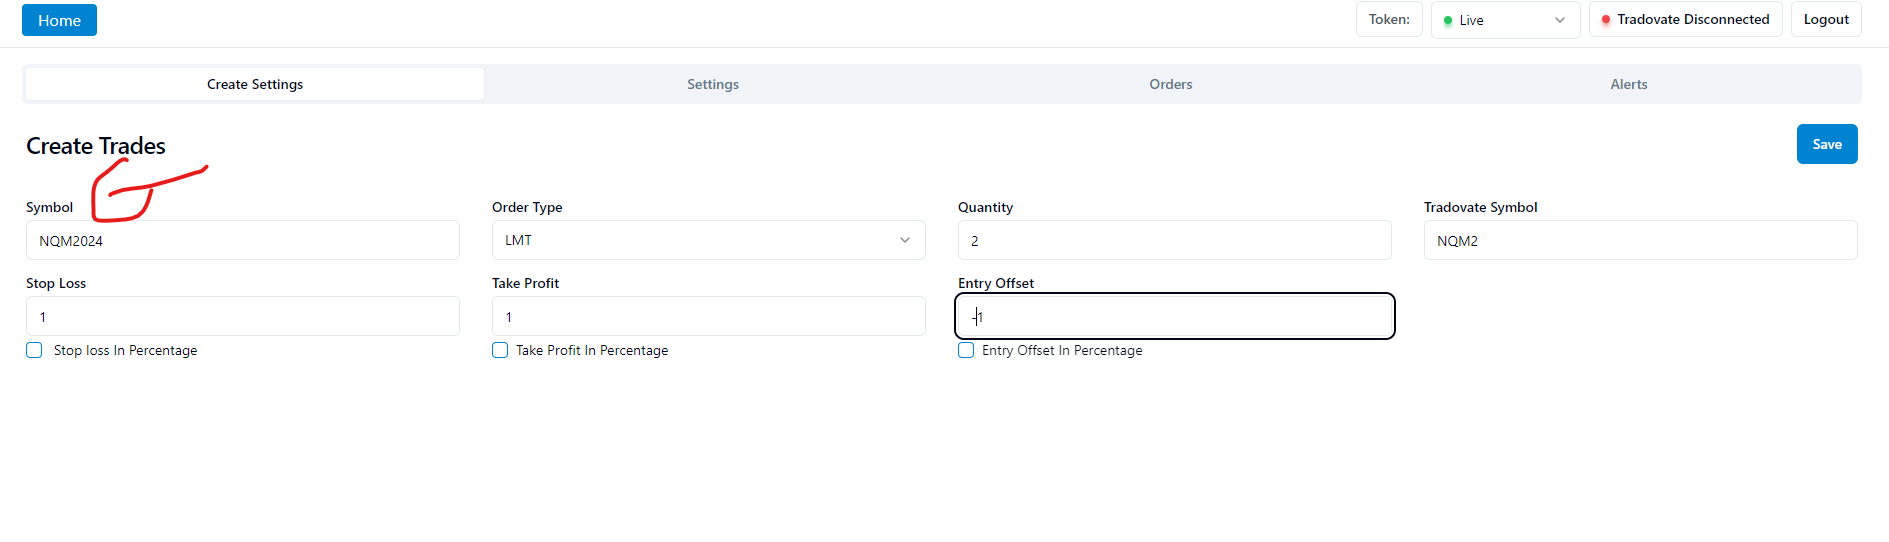 Home
Token: Live Tradovate Disconnected Logout
Create Settings Settings Orders Alerts
Create Trades
Save
Symbol Order Type Quantity Tradovate Symbol
NQM2024 LMT 2 NQM2
Stop Loss Take Profit Entry Offset
1 1 -1
Stop loss In Percentage Take Profit In Percentage Entry Offset In Percentage